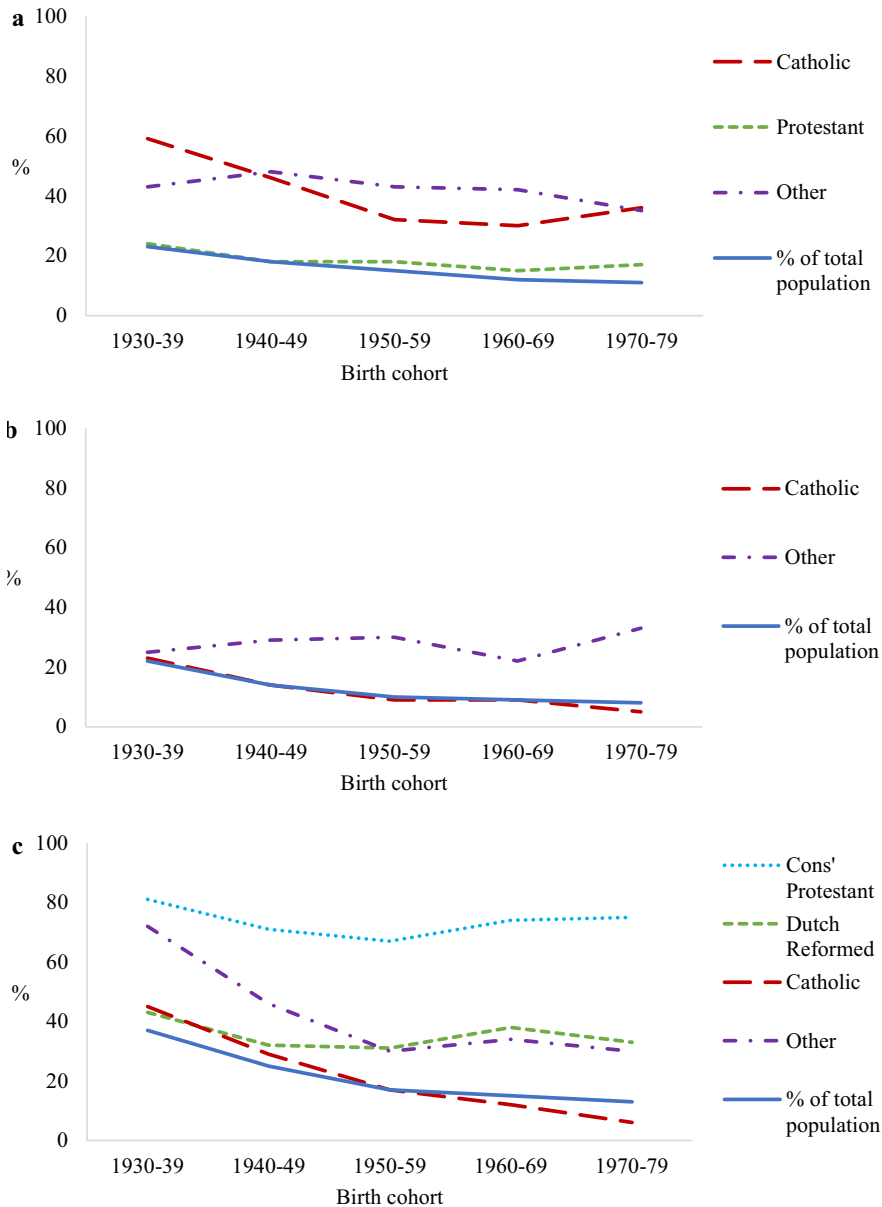 a
100
80
60
%
40
20
0
1930-39 1940-49 1950-59 1960-69 1970-79
Birth cohort
Catholic
Protestant
Other
% of total
population
b
100
80
60
%
40
20
0
1930-39 1940-49 1950-59 1960-69 1970-79
Birth cohort
Catholic
Other
% of total
population
c
100
80
60
%
40
20
0
1930-39 1940-49 1950-59 1960-69 1970-79
Birth cohort
Cons'
Protestant
Dutch
Reformed
Catholic
Other
% of total
population